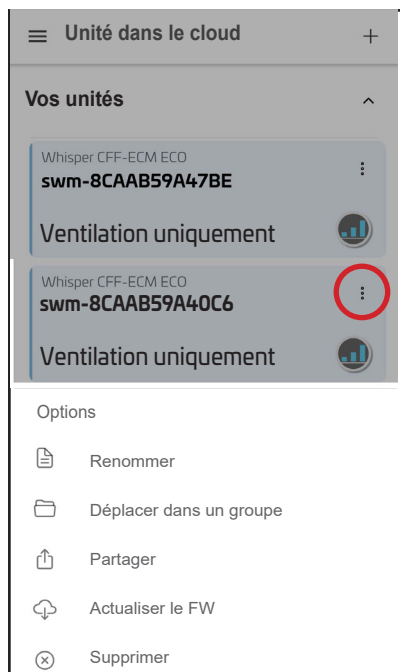 Unité dans le cloud
Vos unités
Whisper CFF-ECM ECO
swm-8CAAB59A47BE
Ventilation uniquement
Whisper CFF-ECM ECO
swm-8CAAB59A40C6
Ventilation uniquement
Options
Renommer
Déplacer dans un groupe
Partager
Actualiser le FW
Supprimer